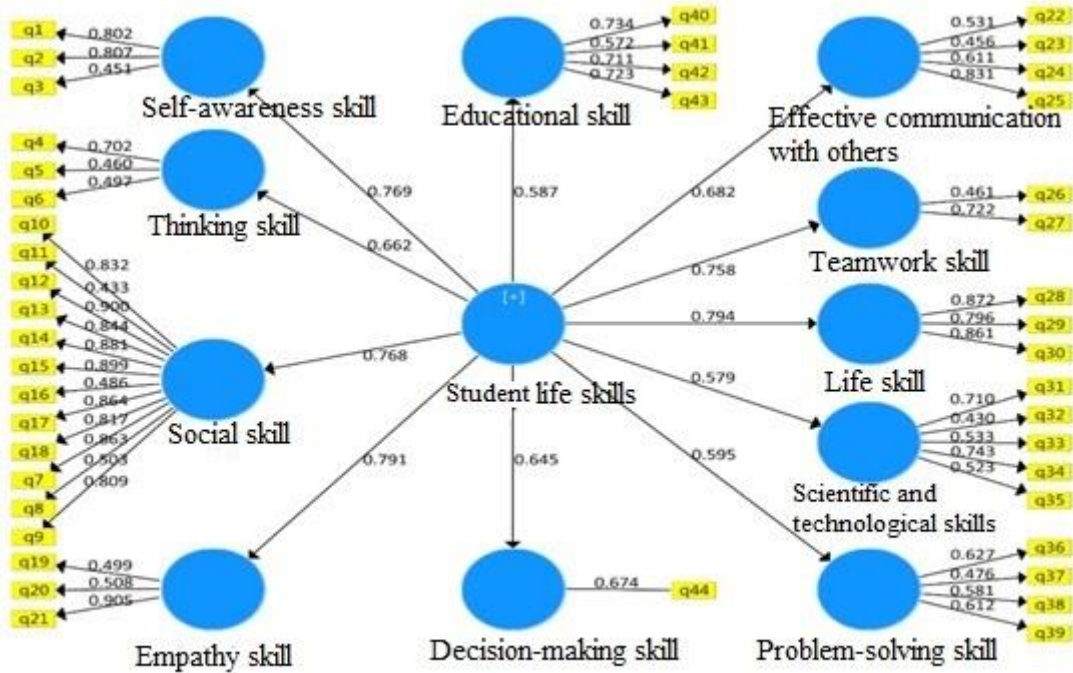 q1
0.802
q2
0.807
q3
0.451
Self-awareness skill
q4
0.702
q5
0.460
q6
0.497
Thinking skill
q10
q11
0.832
q12
0.433
0.900
q13
0.844
q14
0.881
q15
0.899
q16
0.486
q17
0.864
q18
0.817
0.863
q7
0.503
q8
0.809
q9
Social skill
q19
0.499
q20
0.508
q21
0.905
Empathy skill
0.734
q40
0.572
q41
0.711
q42
0.723
q43
Educational skill
0.769
0.587
0.682
0.662
0.758
[+]
0.794
0.768
Student life skills
0.579
0.791
0.645
0.595
0.674
q44
Decision-making skill
0.531
q22
0.456
q23
0.611
q24
0.831
q25
Effective communication
with others
0.461
q26
0.722
q27
Teamwork skill
0.872
q28
0.796
q29
0.861
q30
Life skill
0.710
q31
0.430
q32
0.533
q33
0.743
q34
0.523
q35
Scientific and
technological skills
0.627
q36
0.476
q37
0.581
q38
0.612
q39
Problem-solving skill